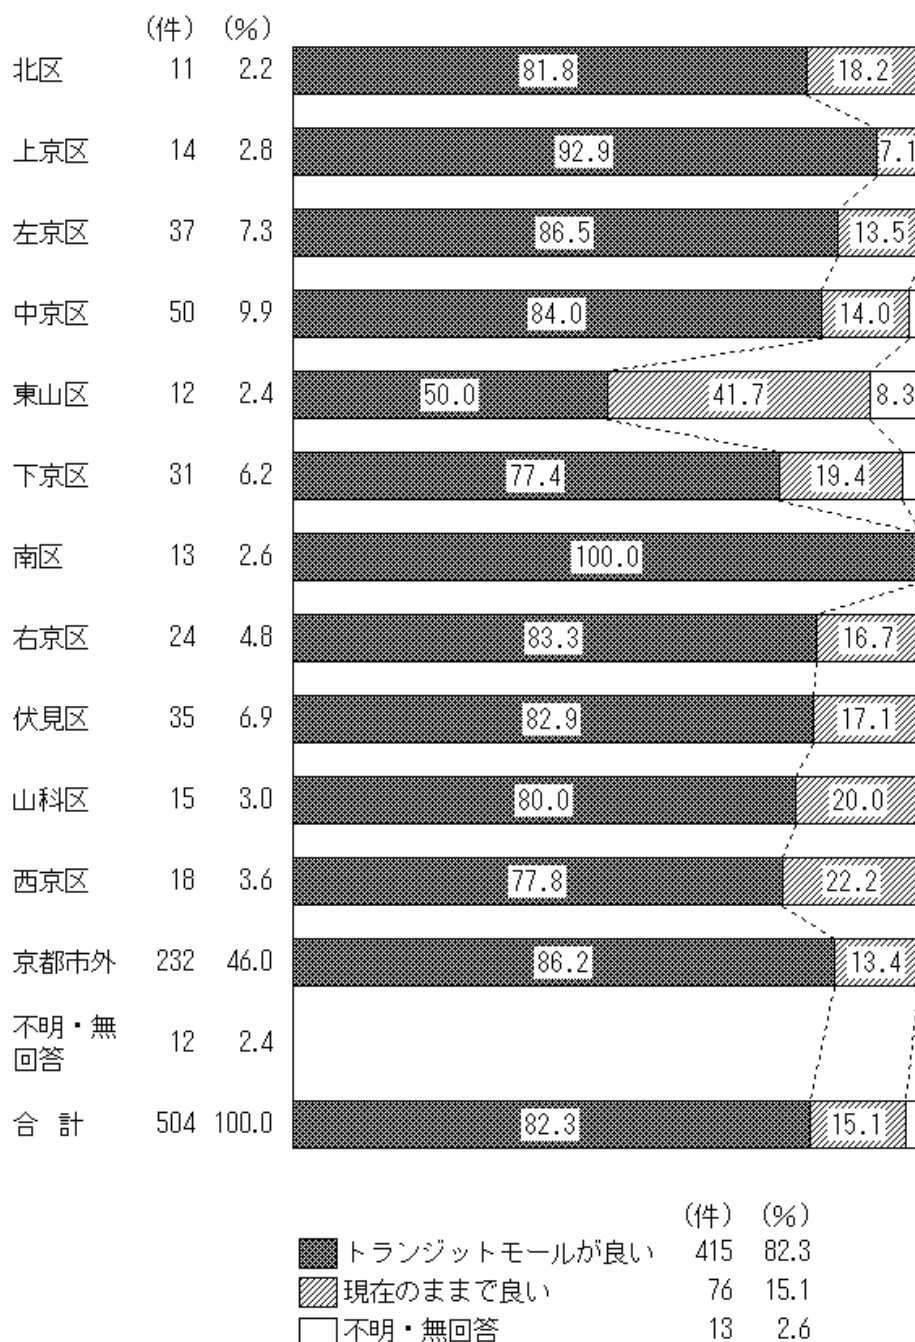 (件) (%)
北区 11 2.2 81.8 18.2
上京区 14 2.8 92.9 7.1
左京区 37 7.3 86.5 13.5
中京区 50 9.9 84.0 14.0
東山区 12 2.4 50.0 41.7 8.3
下京区 31 6.2 77.4 19.4
南区 13 2.6 100.0
右京区 24 4.8 83.3 16.7
伏見区 35 6.9 82.9 17.1
山科区 15 3.0 80.0 20.0
西京区 18 3.6 77.8 22.2
京都市外 232 46.0 86.2 13.4
不明・無
回答 12 2.4
合計 504 100.0 82.3 15.1
(件) (%)
トランジットモールが良い 415 82.3
現在のままで良い 76 15.1
不明・無回答 13 2.6